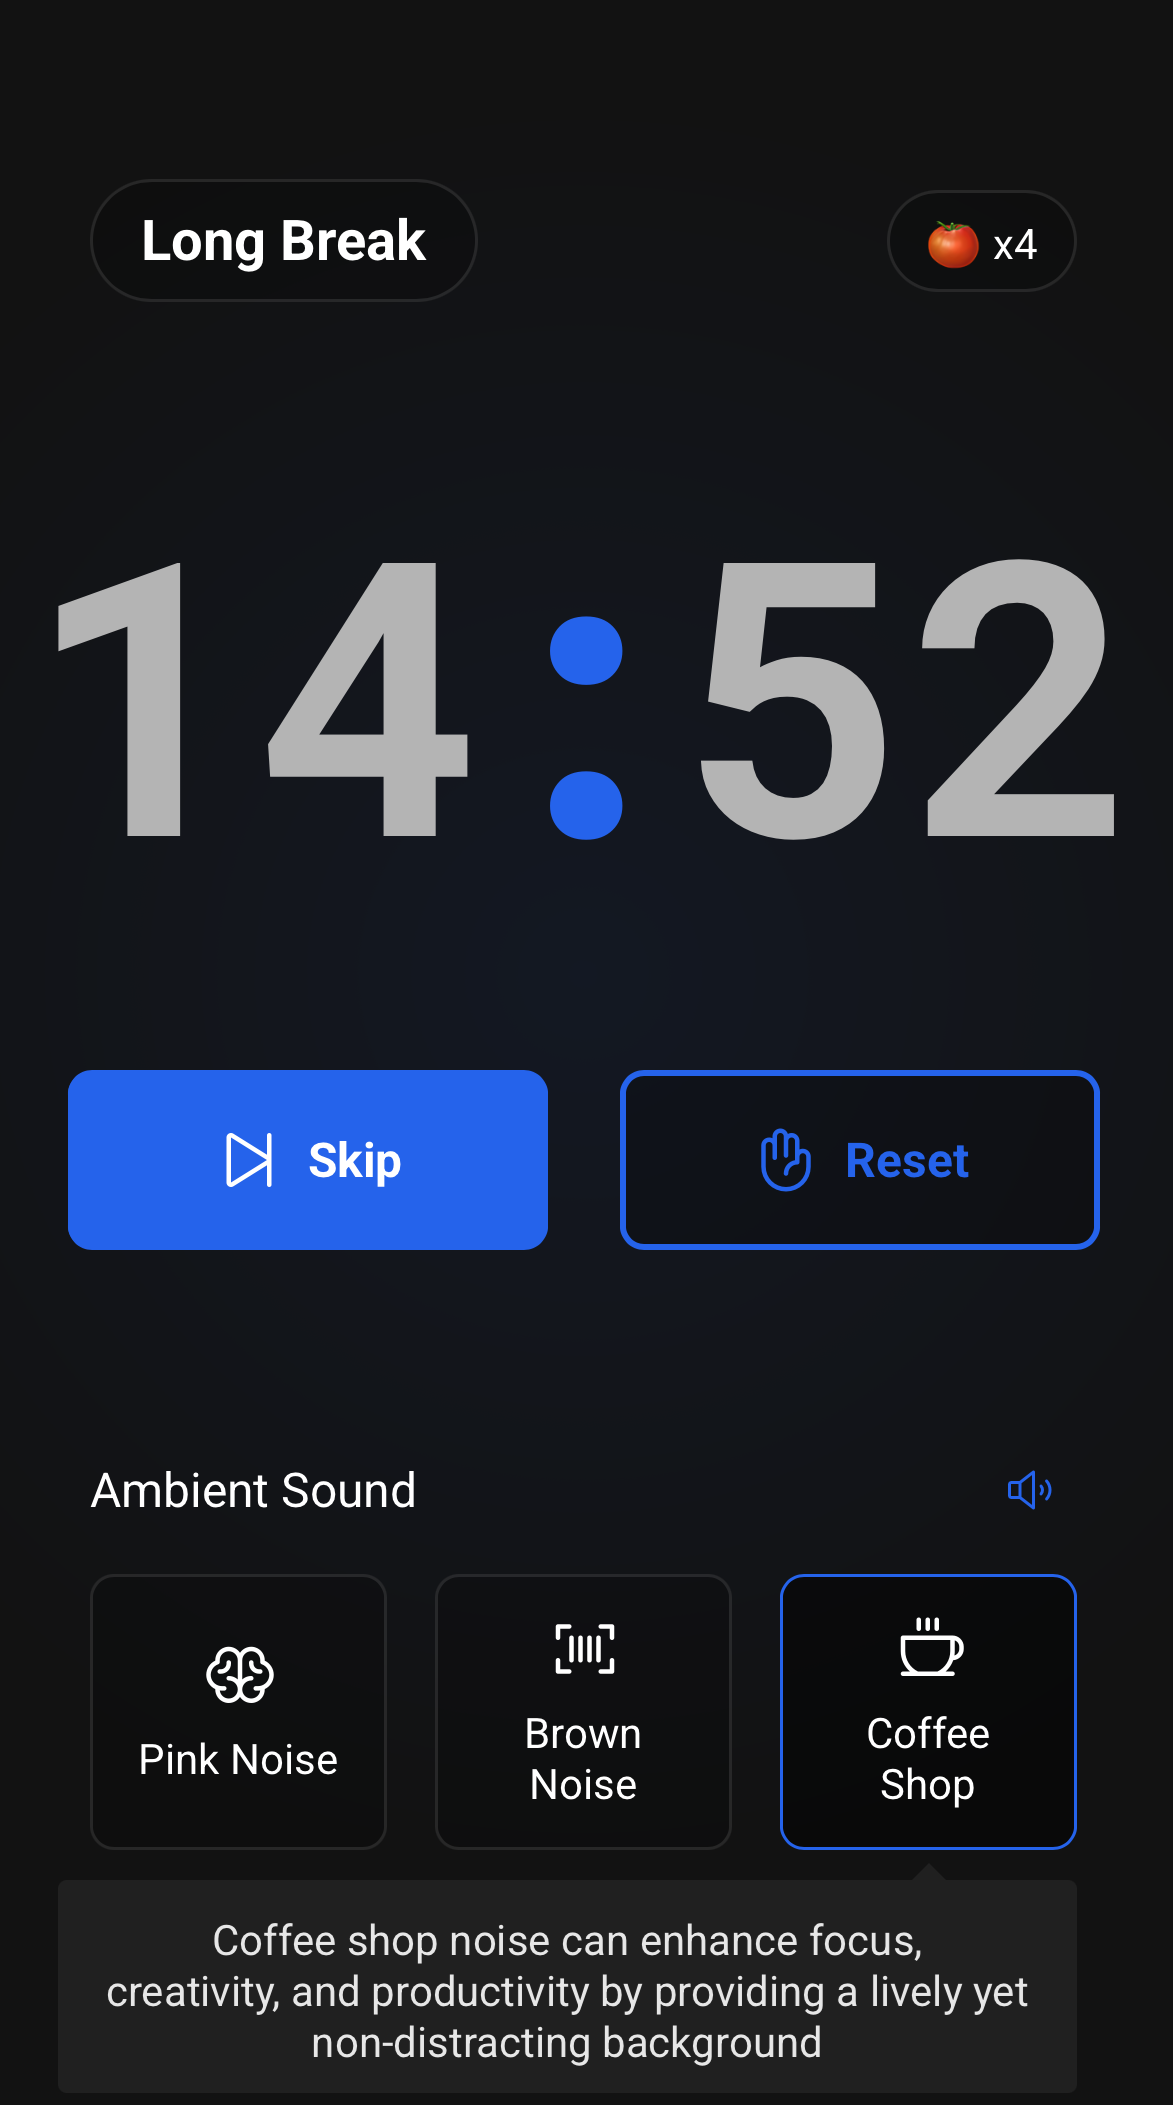 Long Break
🍅 x4
14:52
Skip
Reset
Ambient Sound
Pink Noise
Brown
Noise
Coffee
Shop
Coffee shop noise can enhance focus,
creativity, and productivity by providing a lively yet
non-distracting background